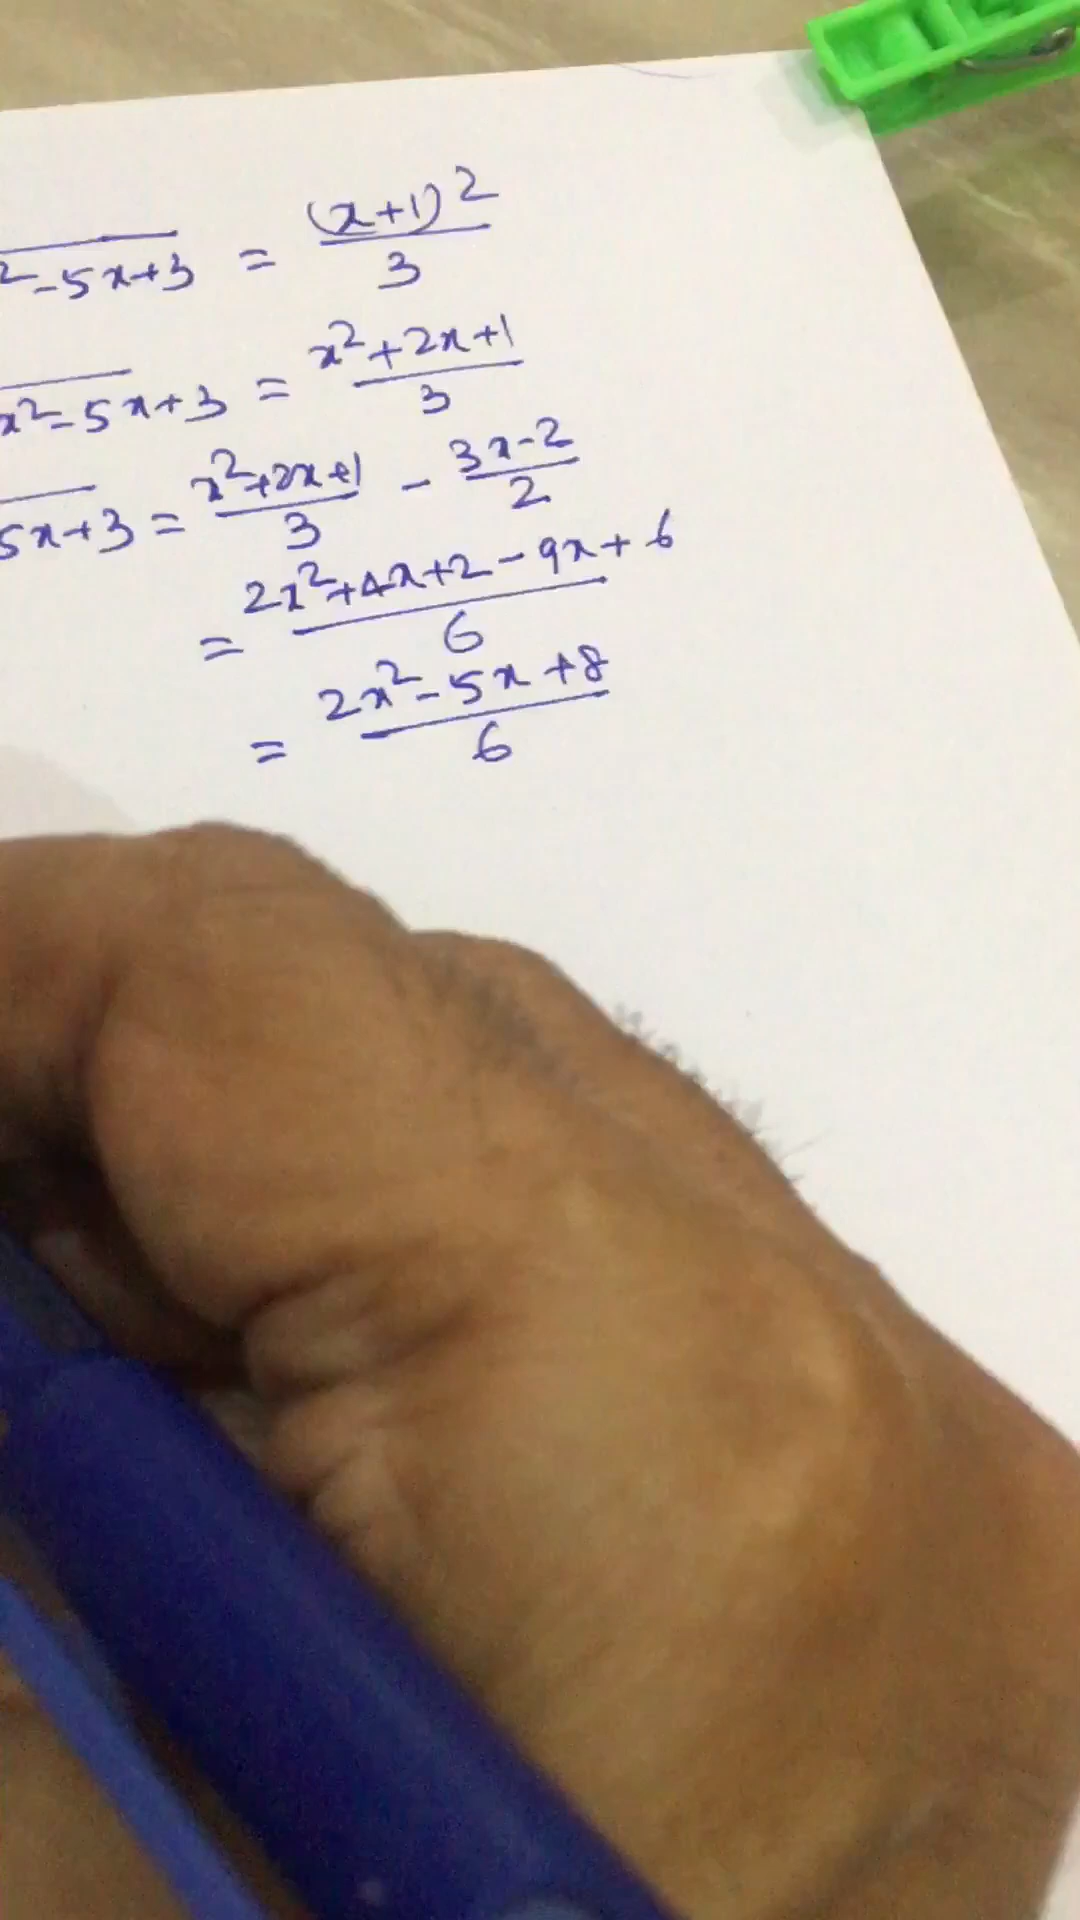 ²-5x+3 = (x+1)²/3
x²-5x+3 = x²+2x+1/3
5x+3 = x²+2x+1/3 - 3x-2/2
= 2x²+4x+2-9x+6/6
= 2x²-5x+8/6